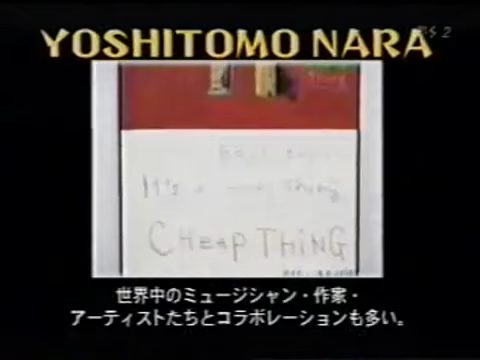 YOSHITOMO NARA
It's a thing
CHEAP THiNG
世界中のミュージシャン・作家・
アーティストたちとコラボレーションも多い。